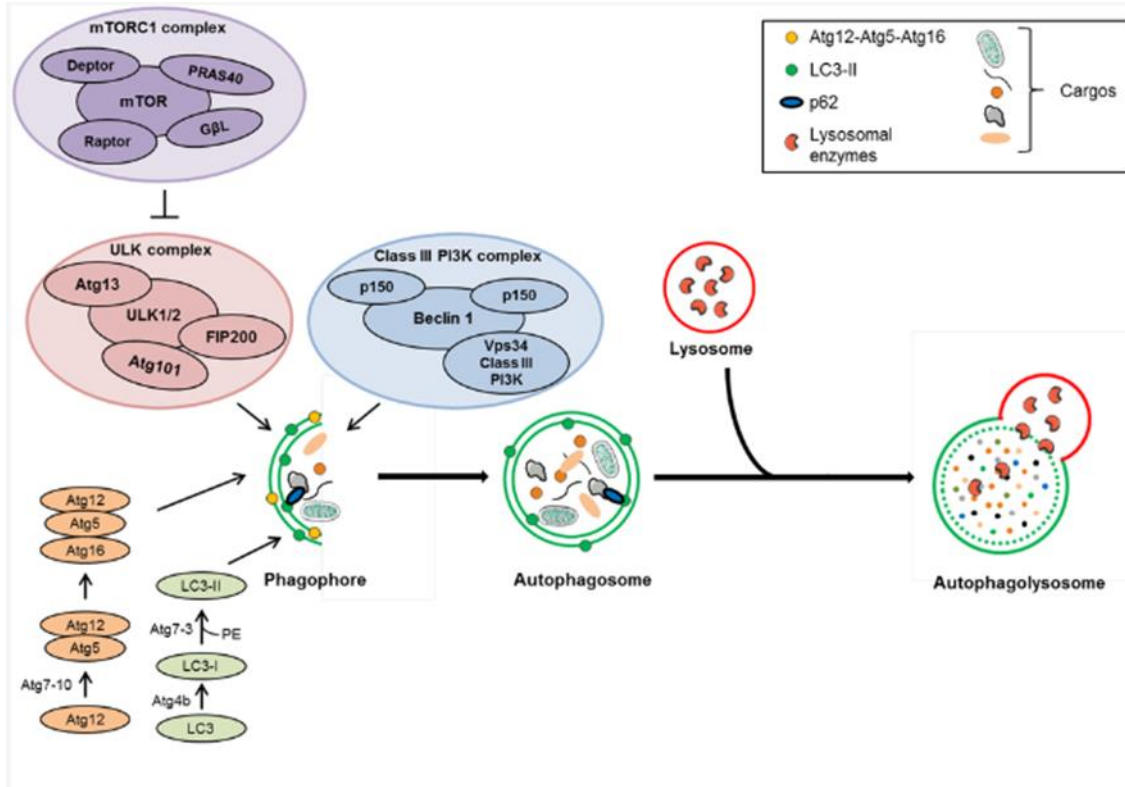 mTORC1 complex
Deptor
PRAS40
mTOR
Raptor
GβL
Atg12-Atg5-Atg16
LC3-II
p62
Lysosomal
enzymes
Cargos
ULK complex
Atg13
ULK1/2
FIP200
Atg101
Class III PI3K complex
p150
p150
Beclin 1
Vps34
Class III
PI3K
Lysosome
Phagophore
Autophagosome
Autophagolysosome
Atg12
Atg5
Atg16
Atg12
Atg5
Atg7-10
Atg12
LC3-II
Atg7-3
PE
LC3-I
Atg4b
LC3